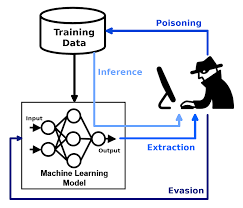 Poisoning
Training
Data
Inference
Input
Output
Extraction
Machine Learning
Model
Evasion